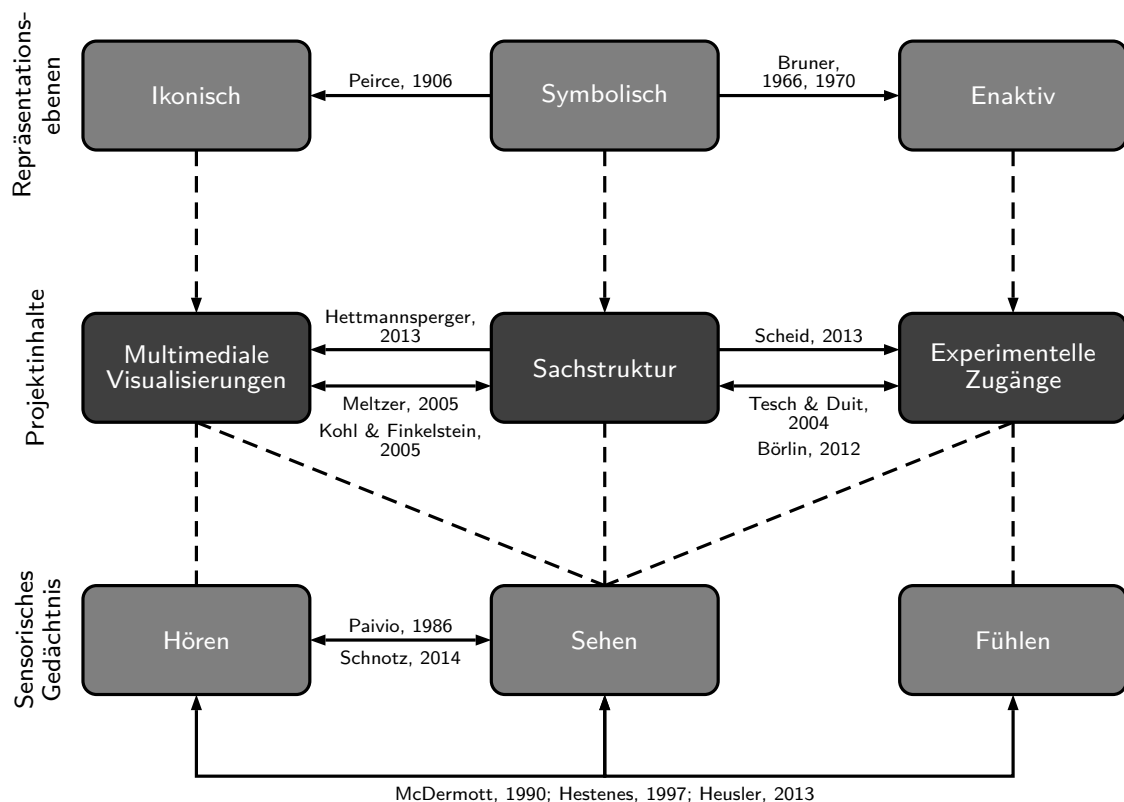 Repräsentations-
ebenen
Ikonisch
Peirce, 1906
Symbolisch
Bruner,
1966, 1970
Enaktiv
Projektinhalte
Multimediale
Visualisierungen
Hettmannsperger,
2013
Meltzer, 2005
Kohl & Finkelstein,
2005
Sachstruktur
Scheid, 2013
Tesch & Duit,
2004
Börlin, 2012
Experimentelle
Zugänge
Sensorisches
Gedächtnis
Hören
Paivio, 1986
Schnotz, 2014
Sehen
Fühlen
McDermott, 1990; Hestenes, 1997; Heusler, 2013